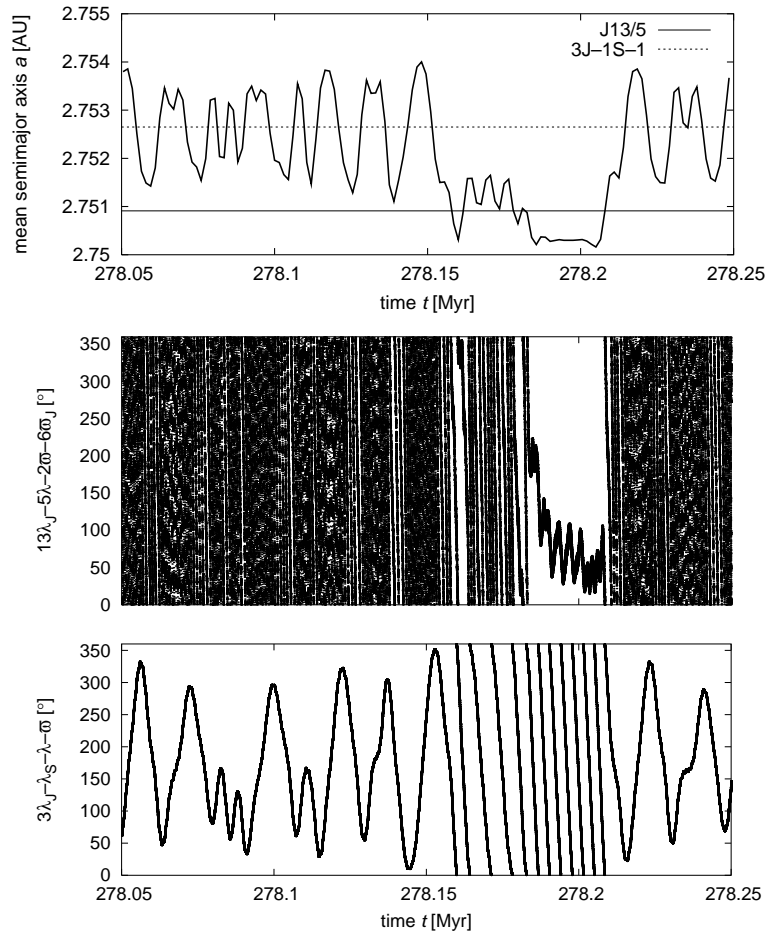 2.755
2.754
2.753
2.752
2.751
2.75
mean semimajor axis a [AU]
J13/5
3J–1S–1
278.05 278.1 278.15 278.2 278.25
time t [Myr]
350
300
250
200
150
100
50
0
13λJ–5λ–2ϖ–6ϖJ [°]
350
300
250
200
150
100
50
0
3λJ–λS–λ–ϖ [°]
278.05 278.1 278.15 278.2 278.25
time t [Myr]